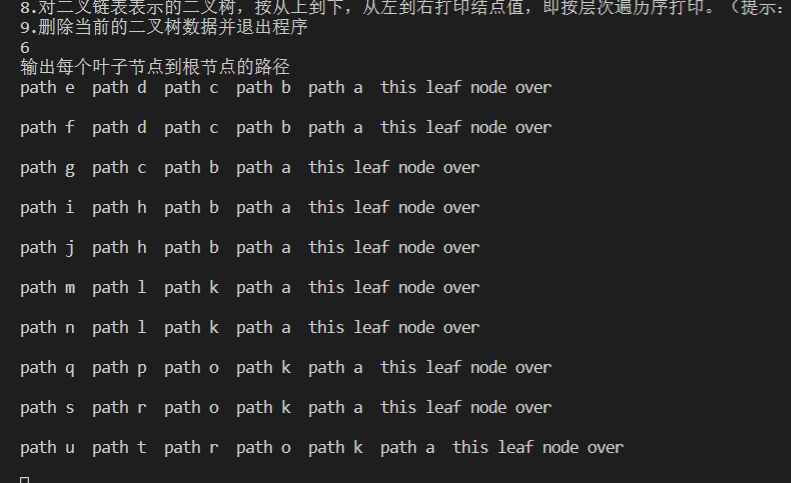 8.对二叉链表表示的二叉树，按从上到下，从左到右打印结点值，即按层次遍历序打印。（提示：
9.删除当前的二叉树数据并退出程序
6
输出每个叶子节点到根节点的路径
path e  path d  path c  path b  path a  this leaf node over
path f  path d  path c  path b  path a  this leaf node over
path g  path c  path b  path a  this leaf node over
path i  path h  path b  path a  this leaf node over
path j  path h  path b  path a  this leaf node over
path m  path l  path k  path a  this leaf node over
path n  path l  path k  path a  this leaf node over
path q  path p  path o  path k  path a  this leaf node over
path s  path r  path o  path k  path a  this leaf node over
path u  path t  path r  path o  path k  path a  this leaf node over